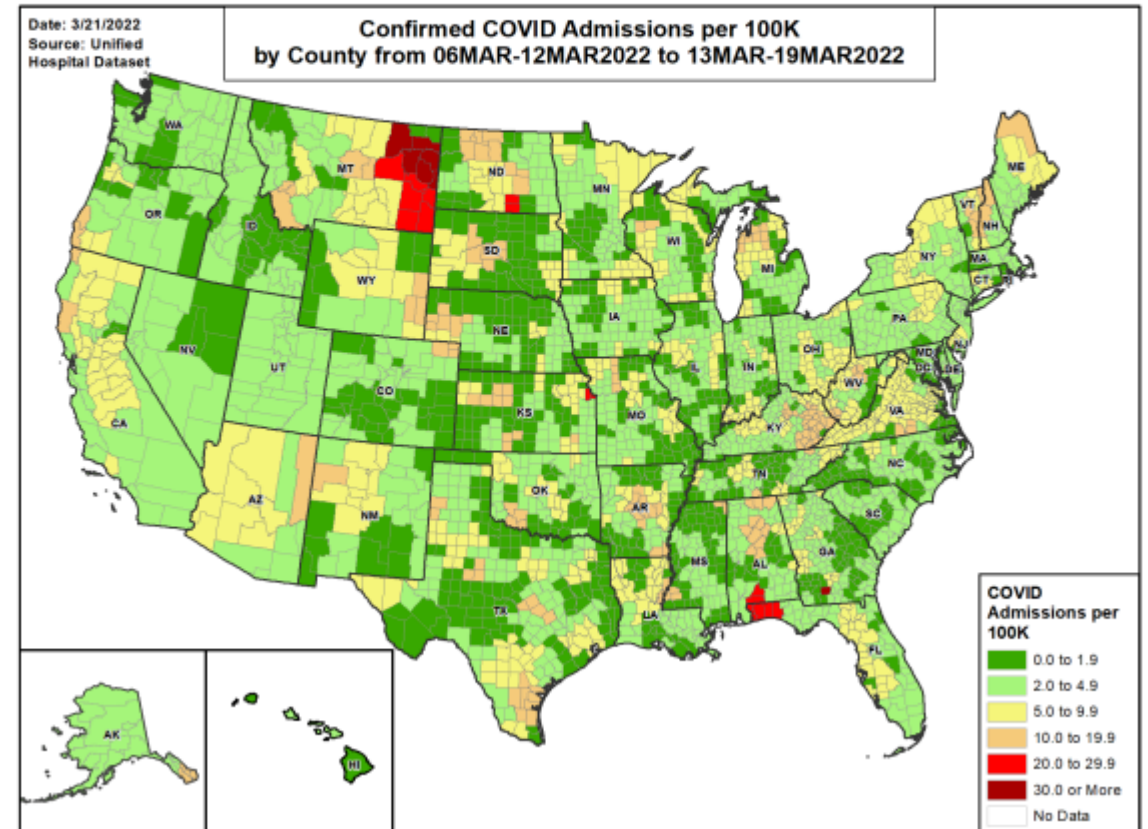 Date: 3/21/2022
Source: Unified
Hospital Dataset
Confirmed COVID Admissions per 100K
by County from 06MAR-12MAR2022 to 13MAR-19MAR2022
WA
MT
ND
MN
ME
OR
ID
SD
WI
MI
VT
NH
NY
MA
CT
RI
WY
IA
NE
PA
NJ
NV
UT
CO
IL
IN
OH
MD
DC
DE
WV
VA
CA
KS
MO
KY
AZ
NM
OK
AR
TN
NC
SC
MS
AL
GA
TX
LA
FL
AK
HI
COVID
Admissions per
100K
0.0 to 1.9
2.0 to 4.9
5.0 to 9.9
10.0 to 19.9
20.0 to 29.9
30.0 or More
No Data